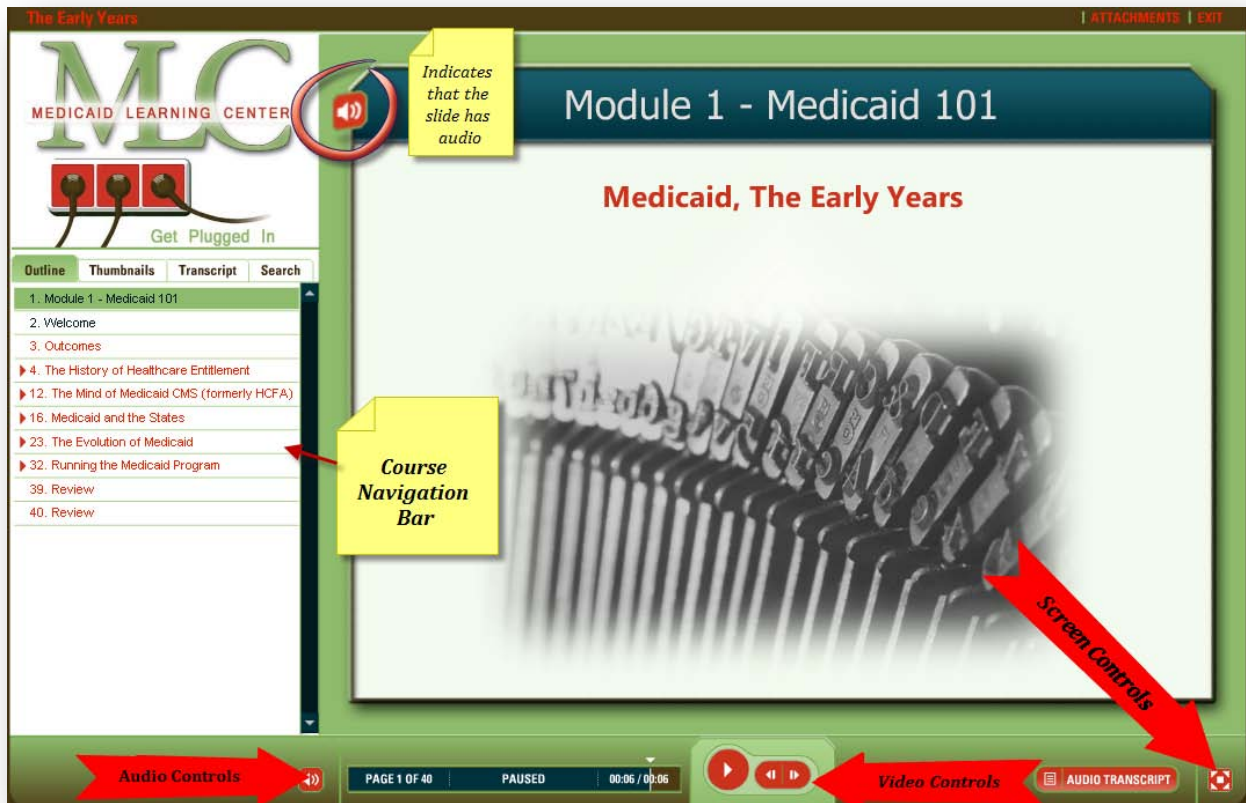 The Early Years
ATTACHMENTS | EXIT
MLC
MEDICAID LEARNING CENTER
Get Plugged In
Indicates
that the
slide has
audio
Module 1 - Medicaid 101
Medicaid, The Early Years
Outline Thumbnails Transcript Search
1. Module 1 - Medicaid 101
2. Welcome
3. Outcomes
4. The History of Healthcare Entitlement
12. The Mind of Medicaid CMS (formerly HCFA)
16. Medicaid and the States
23. The Evolution of Medicaid
32. Running the Medicaid Program
39. Review
40. Review
Course
Navigation
Bar
Screen Controls
Audio Controls
PAGE 1 OF 40 PAUSED 00:06 / 00:06
Video Controls
AUDIO TRANSCRIPT